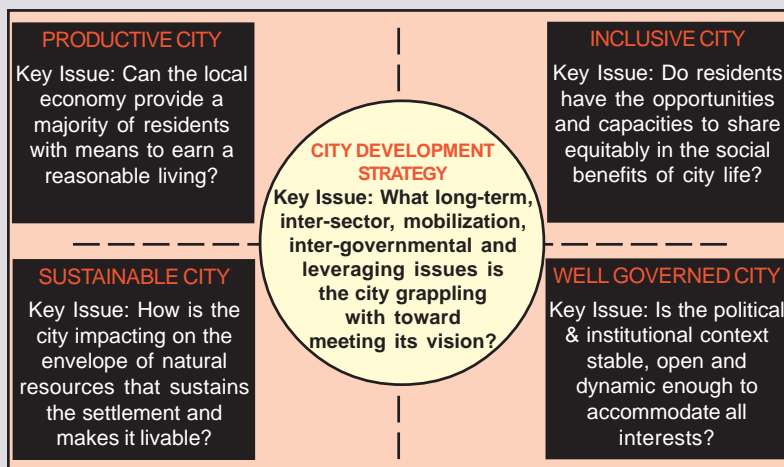 PRODUCTIVE CITY
Key Issue: Can the local
economy provide a
majority of residents
with means to earn a
reasonable living?
INCLUSIVE CITY
Key Issue: Do residents
have the opportunities
and capacities to share
equitably in the social
benefits of city life?
CITY DEVELOPMENT
STRATEGY
Key Issue: What long-term,
inter-sector, mobilization,
inter-governmental and
leveraging issues is
the city grappling
with toward
meeting its vision?
SUSTAINABLE CITY
Key Issue: How is the
city impacting on the
envelope of natural
resources that sustains
the settlement and
makes it livable?
WELL GOVERNED CITY
Key Issue: Is the political
& institutional context
stable, open and
dynamic enough to
accommodate all
interests?